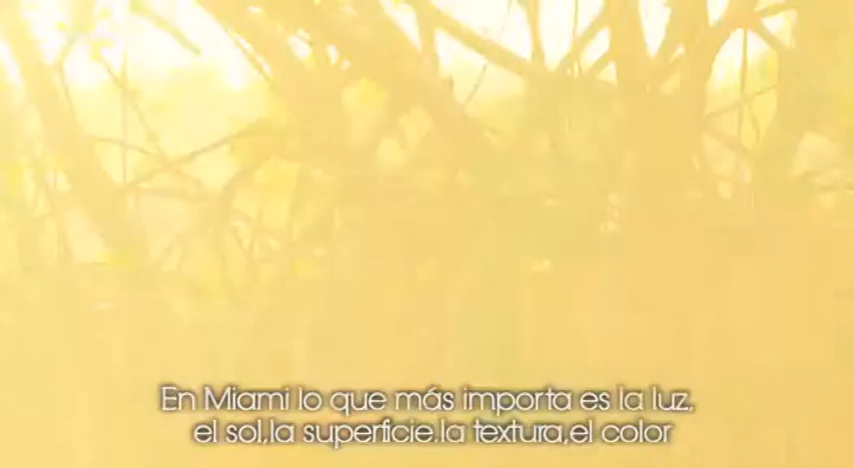 En Miami lo que más importa es la luz,
el sol,la superficie.la textura,el color